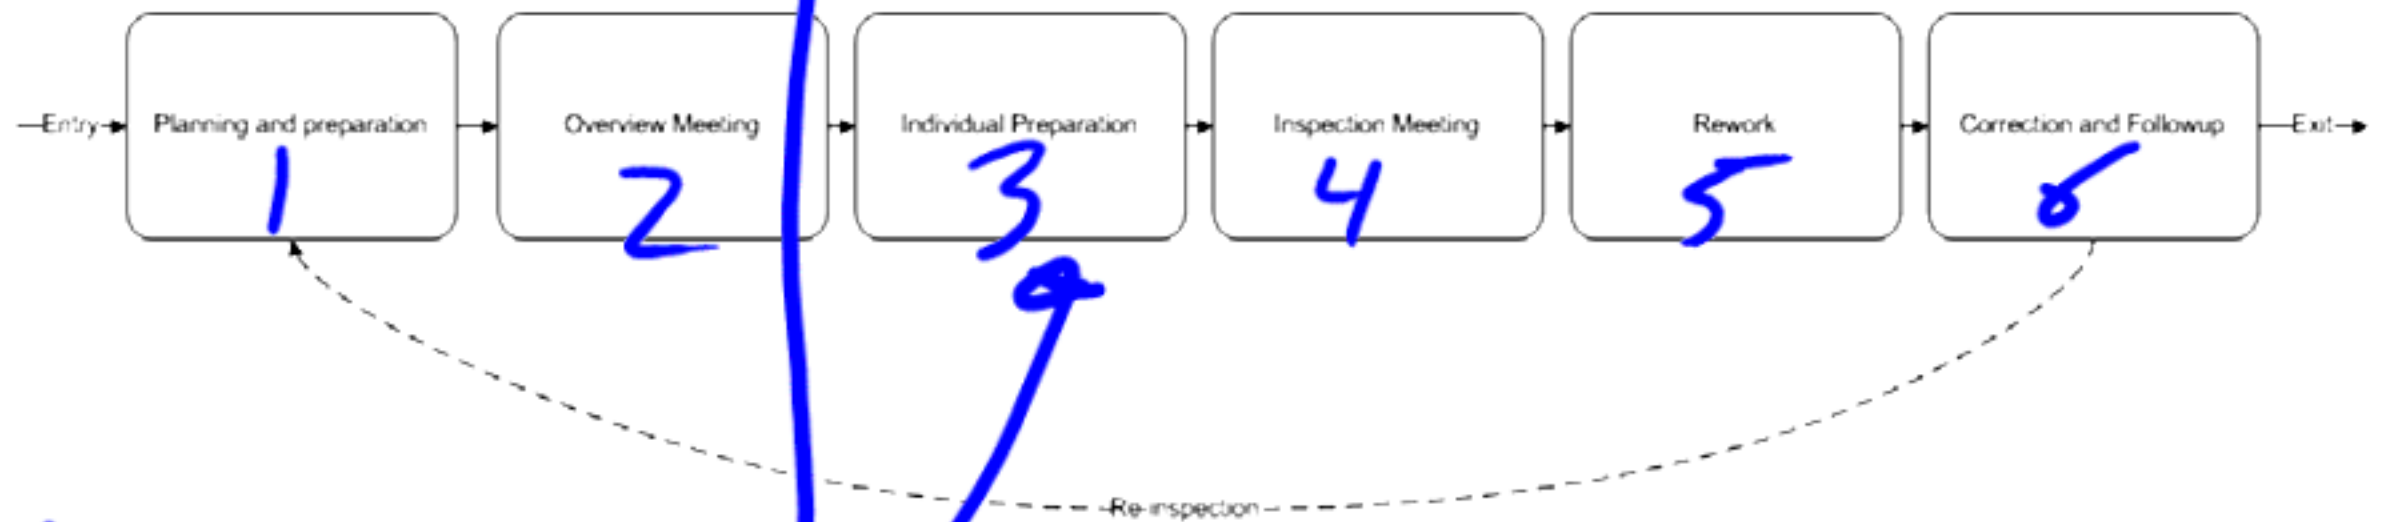 Entry Planning and preparation Overview Meeting Individual Preparation Inspection Meeting Rework Correction and Followup Exit
1 2 3 4 5 6
Re-inspection